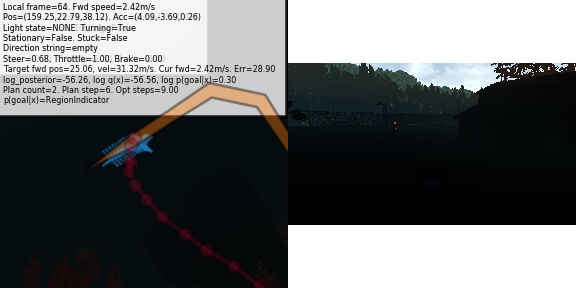 Local frame=64. Fwd speed=2.42m/s
Pos=(159.25,22.79,38.12). Acc=(4.09,-3.69,0.26)
Light state=NONE. Turning=True
Stationary=False. Stuck=False
Direction string=empty
Steer=0.68, Throttle=1.00, Brake=0.00
Target fwd pos=25.06, vel=31.32m/s. Cur fwd=2.42m/s. Err=28.90
log_posterior=-56.26, log q(x)=-56.56, log p(goal|x)=0.30
Plan count=2. Plan step=6. Opt steps=9.00
p(goal|x)=RegionIndicator